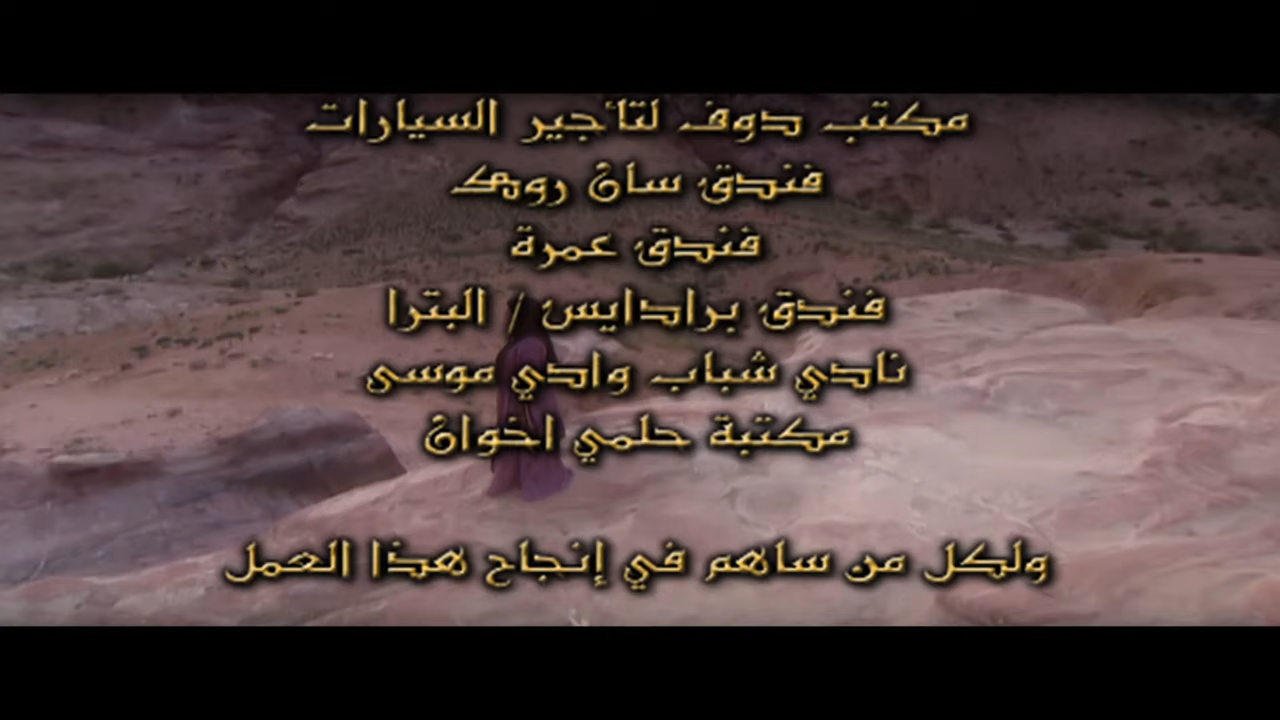 مكتب دوف لتأجير السيارات
فندق سان روك
فندق عمرة
فندق برادايس / البترا
نادي شباب وادي موسى
مكتبة حلمي اخوان
ولكل من ساهم في إنجاح هذا العمل